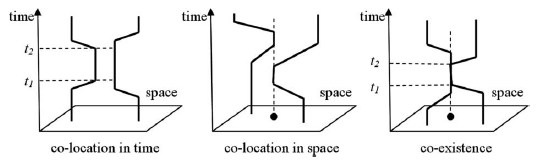 time
t2
t1
space
co-location in time
time
space
co-location in space
time
t2
t1
space
co-existence